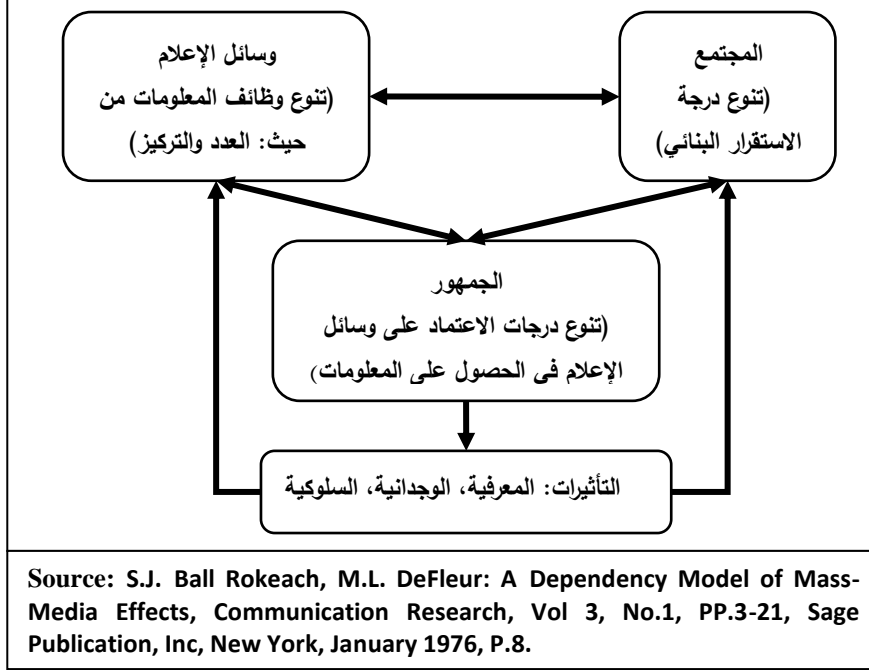 المجتمع
(تنوع درجة
الاستقرار البنائي)
وسائل الإعلام
(تنوع وظائف المعلومات من
حيث: العدد والتركيز)
الجمهور
(تنوع درجات الاعتماد على وسائل
الإعلام فى الحصول على المعلومات)
التأثيرات: المعرفية، الوجدانية، السلوكية
Source: S.J. Ball Rokeach, M.L. DeFleur: A Dependency Model of Mass-
Media Effects, Communication Research, Vol 3, No.1, PP.3-21, Sage
Publication, Inc, New York, January 1976, P.8.